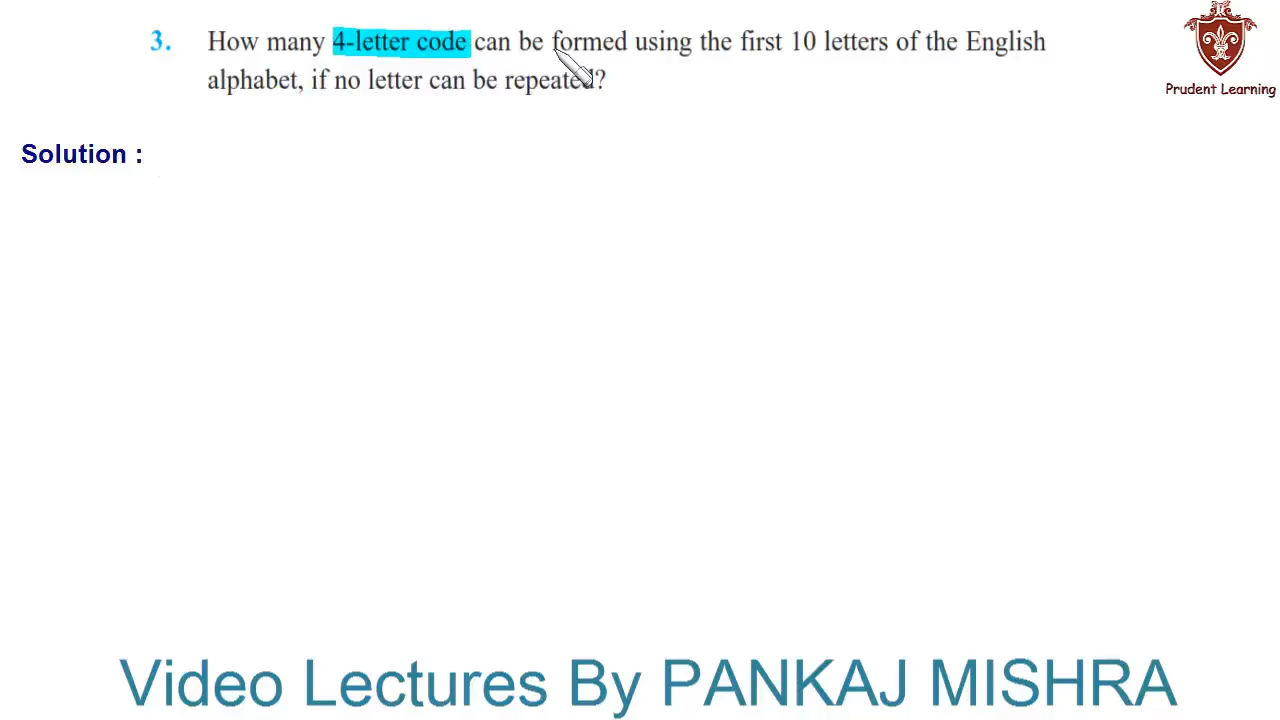 3. How many 4-letter code can be formed using the first 10 letters of the English
alphabet, if no letter can be repeated?
Prudent Learning
Solution :
Video Lectures By PANKAJ MISHRA